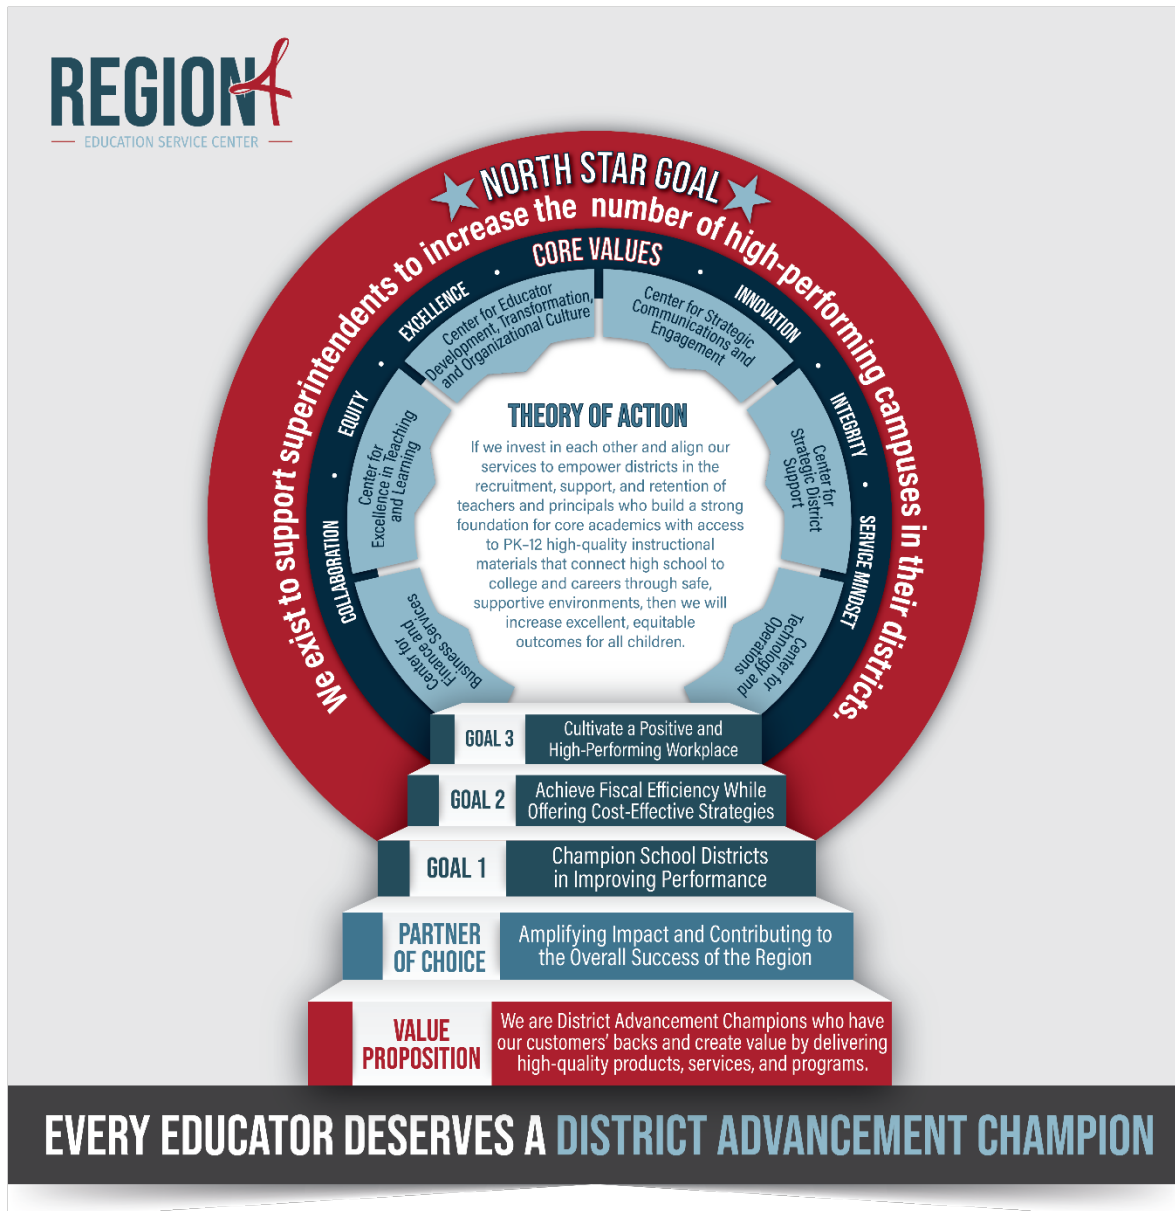 REGION 4
EDUCATION SERVICE CENTER
NORTH STAR GOAL
We exist to support superintendents to increase the number of high-performing campuses in their districts.
CORE VALUES
COLLABORATION • EQUITY • EXCELLENCE • • INNOVATION • INTEGRITY • SERVICE MINDSET
Center for
Finance and
Business Services
Center for
Excellence in Teaching
and Learning
Center for Educator
Development, Transformation,
and Organizational Culture
Center for Strategic
Communications and
Engagement
Center for
Strategic District
Support
Center for
Technology and
Operations
THEORY OF ACTION
If we invest in each other and align our
services to empower districts in the
recruitment, support, and retention of
teachers and principals who build a strong
foundation for core academics with access
to PK–12 high-quality instructional
materials that connect high school to
college and careers through safe,
supportive environments, then we will
increase excellent, equitable
outcomes for all children.
GOAL 3
Cultivate a Positive and
High-Performing Workplace
GOAL 2
Achieve Fiscal Efficiency While
Offering Cost-Effective Strategies
GOAL 1
Champion School Districts
in Improving Performance
PARTNER
OF CHOICE
Amplifying Impact and Contributing to
the Overall Success of the Region
VALUE
PROPOSITION
We are District Advancement Champions who have
our customers' backs and create value by delivering
high-quality products, services, and programs.
EVERY EDUCATOR DESERVES A DISTRICT ADVANCEMENT CHAMPION